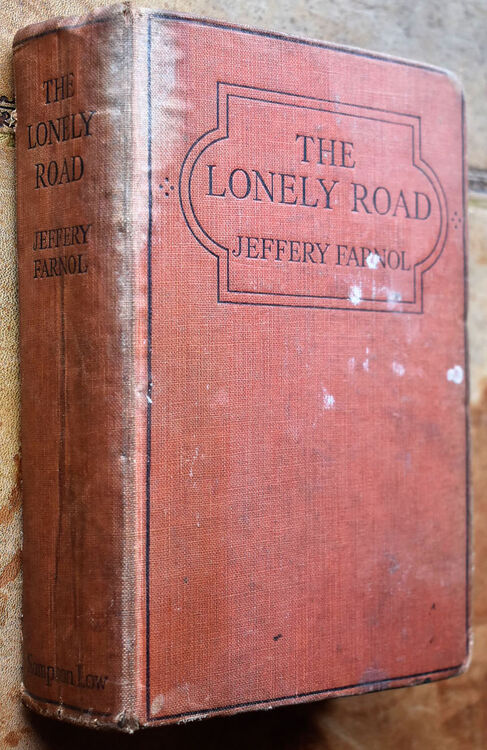 THE
LONELY
ROAD
JEFFERY
FARNOL
Sampson Low
THE
LONELY ROAD
JEFFERY FARNOL